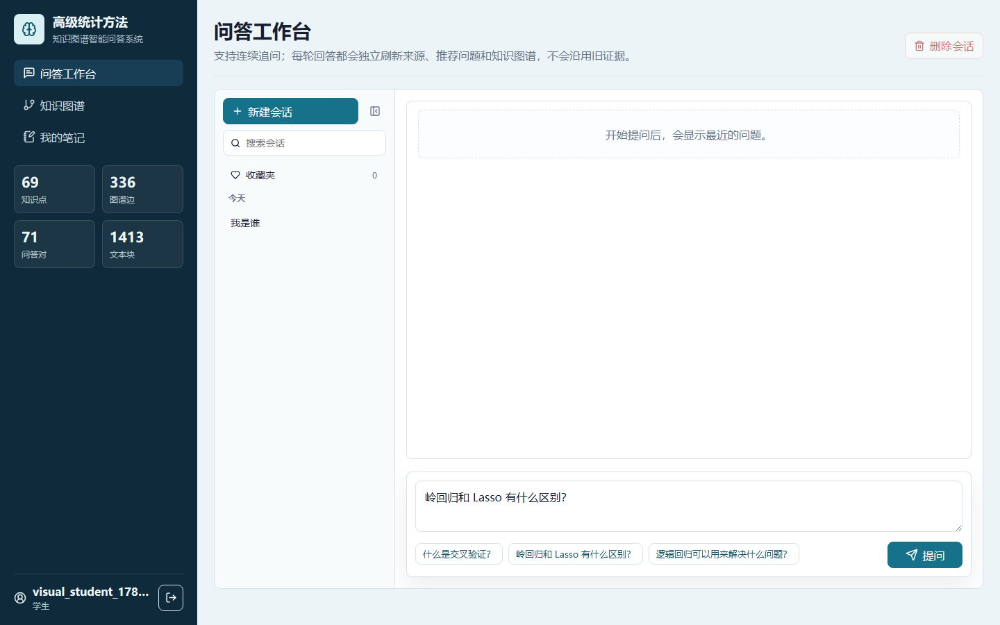 高级统计方法
知识图谱智能问答系统
问答工作台
知识图谱
我的笔记
69
知识点
336
图谱边
71
问答对
1413
文本块
visual_student_178...
学生
问答工作台
支持连续追问；每轮回答都会独立刷新来源、推荐问题和知识图谱，不会沿用旧证据。
删除会话
新建会话
搜索会话
收藏夹 0
今天
我是谁
开始提问后，会显示最近的问题。
岭回归和 Lasso 有什么区别？
什么是交叉验证？
岭回归和 Lasso 有什么区别？
逻辑回归可以用来解决什么问题？
提问